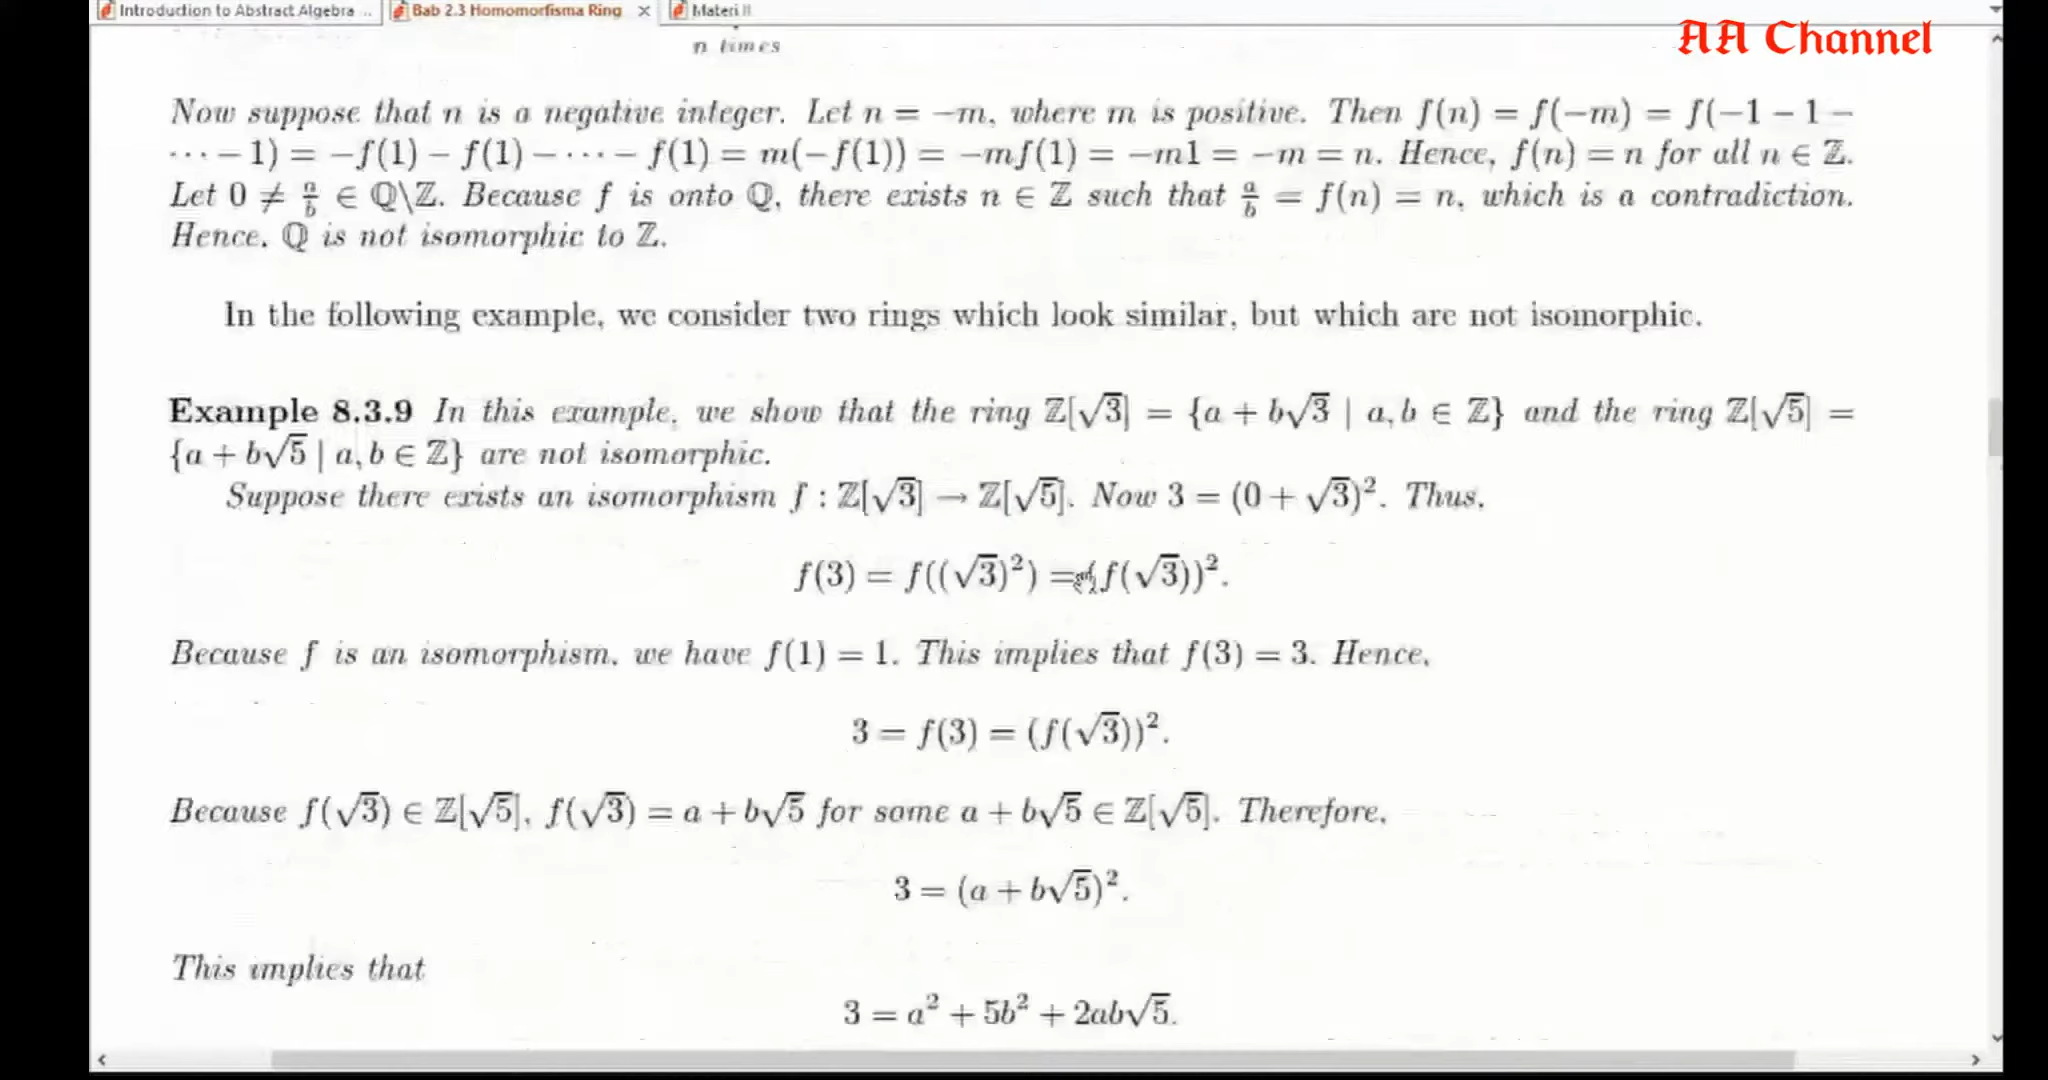 Introduction to Abstract Algebra ...
Bab 2.3 Homomorfisma Ring
Materi II
AA Channel
n times
Now suppose that n is a negative integer. Let n = −m, where m is positive. Then f(n) = f(−m) = f(−1 − 1 −
⋯ − 1) = −f(1) − f(1) − ⋯ − f(1) = m(−f(1)) = −mf(1) = −m1 = −m = n. Hence, f(n) = n for all n ∈ ℤ.
Let 0 ≠ a/b ∈ ℚ\ℤ. Because f is onto ℚ, there exists n ∈ ℤ such that a/b = f(n) = n, which is a contradiction.
Hence, ℚ is not isomorphic to ℤ.
In the following example, we consider two rings which look similar, but which are not isomorphic.
Example 8.3.9 In this example, we show that the ring ℤ[√3] = {a + b√3 | a, b ∈ ℤ} and the ring ℤ[√5] =
{a + b√5 | a, b ∈ ℤ} are not isomorphic.
Suppose there exists an isomorphism f : ℤ[√3] → ℤ[√5]. Now 3 = (0 + √3)². Thus,
f(3) = f((√3)²) = (f(√3))².
Because f is an isomorphism, we have f(1) = 1. This implies that f(3) = 3. Hence,
3 = f(3) = (f(√3))².
Because f(√3) ∈ ℤ[√5], f(√3) = a + b√5 for some a + b√5 ∈ ℤ[√5]. Therefore,
3 = (a + b√5)².
This implies that
3 = a² + 5b² + 2ab√5.